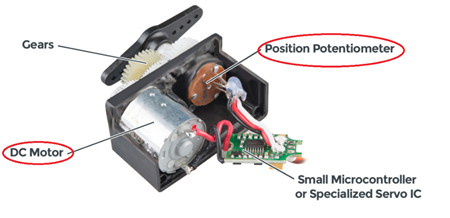 Gears
Position Potentiometer
DC Motor
Small Microcontroller
or Specialized Servo IC